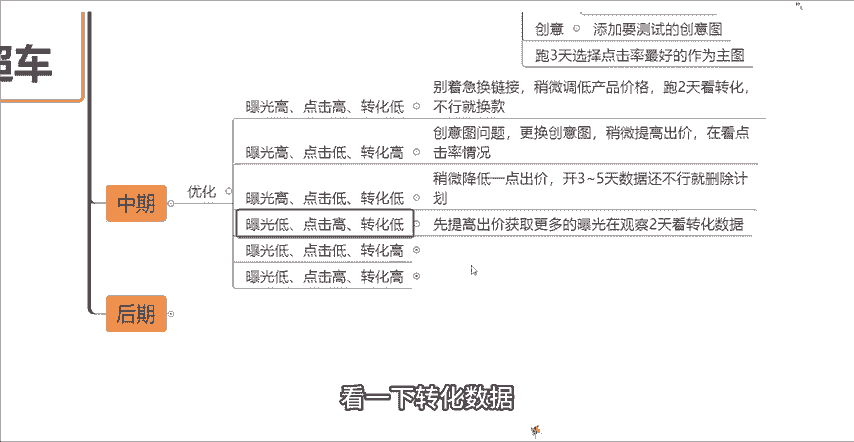 创意
添加要测试的创意图
跑3天选择点击率最好的作为主图
超车
别着急换链接，稍微调低产品价格，跑2天看转化，
不行就换款
曝光高、点击高、转化低
创意图问题，更换创意图，稍微提高出价，在看点
击率情况
曝光高、点击低、转化高
中期
优化
稍微降低一点出价，开3~5天数据还不行就删除计
划
曝光高、点击低、转化低
曝光低、点击高、转化低
先提高出价获取更多的曝光在观察2天看转化数据
曝光低、点击低、转化高
曝光低、点击高、转化高
后期
看一下转化数据